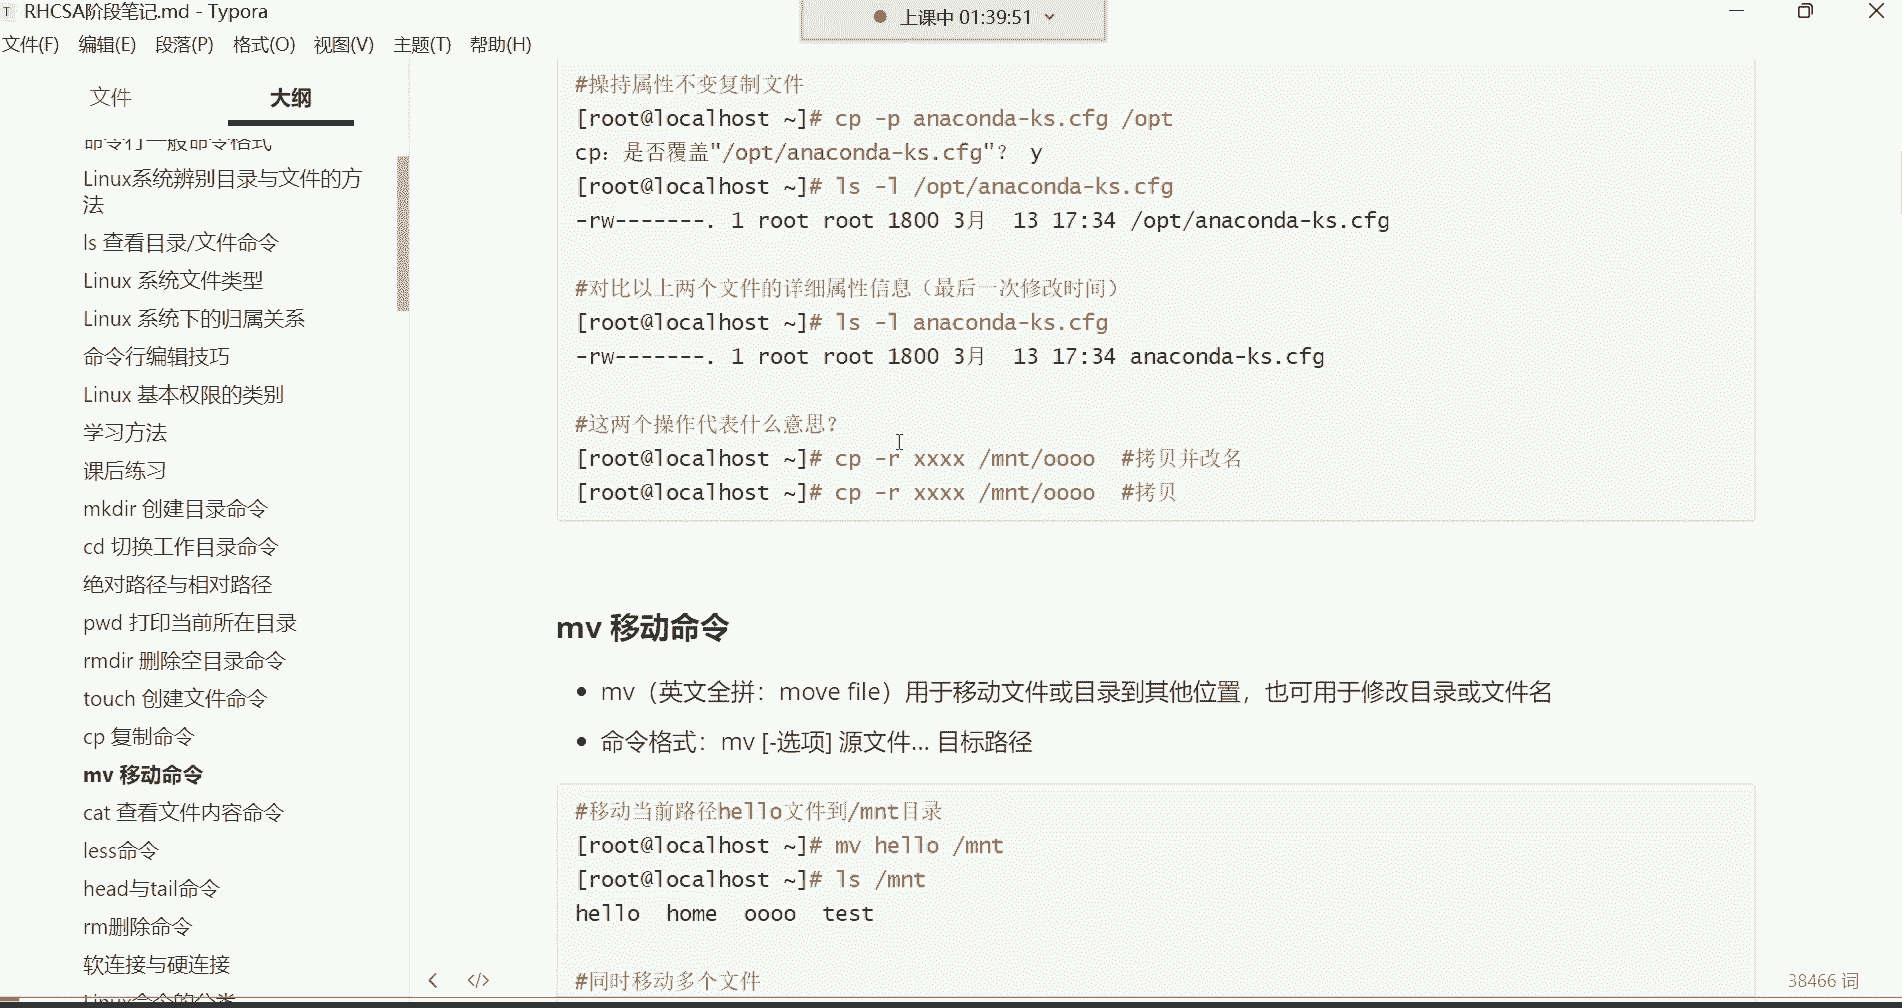 RHCSA阶段笔记.md - Typora
上课中 01:39:51
文件(F) 编辑(E) 段落(P) 格式(O) 视图(V) 主题(T) 帮助(H)
文件 大纲
命令行一般命令格式
Linux系统辨别目录与文件的方
法
ls 查看目录/文件命令
Linux 系统文件类型
Linux 系统下的归属关系
命令行编辑技巧
Linux 基本权限的类别
学习方法
课后练习
mkdir 创建目录命令
cd 切换工作目录命令
绝对路径与相对路径
pwd 打印当前所在目录
rmdir 删除空目录命令
touch 创建文件命令
cp 复制命令
mv 移动命令
cat 查看文件内容命令
less命令
head与tail命令
rm删除命令
软连接与硬连接
Linux命令的分类
#操持属性不变复制文件
[root@localhost ~]# cp -p anaconda-ks.cfg /opt
cp：是否覆盖"/opt/anaconda-ks.cfg"？ y
[root@localhost ~]# ls -l /opt/anaconda-ks.cfg
-rw-------. 1 root root 1800 3月  13 17:34 /opt/anaconda-ks.cfg
#对比以上两个文件的详细属性信息（最后一次修改时间）
[root@localhost ~]# ls -l anaconda-ks.cfg
-rw-------. 1 root root 1800 3月  13 17:34 anaconda-ks.cfg
#这两个操作代表什么意思？
[root@localhost ~]# cp -r xxxx /mnt/oooo  #拷贝并改名
[root@localhost ~]# cp -r xxxx /mnt/oooo  #拷贝
mv 移动命令
• mv（英文全拼：move file）用于移动文件或目录到其他位置，也可用于修改目录或文件名
• 命令格式：mv [-选项] 源文件... 目标路径
#移动当前路径hello文件到/mnt目录
[root@localhost ~]# mv hello /mnt
[root@localhost ~]# ls /mnt
hello  home  oooo  test
#同时移动多个文件
38466 词